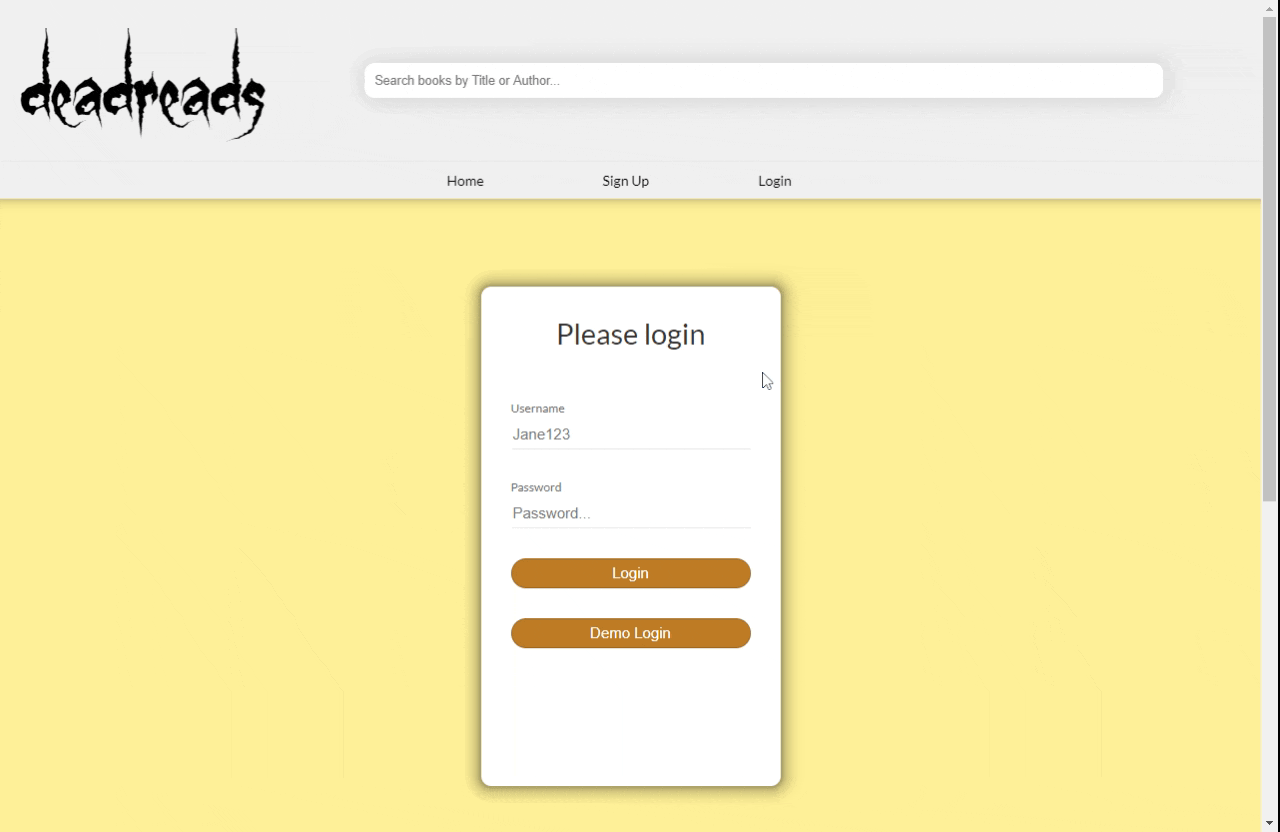 deadreads
Search books by Title or Author...
Home Sign Up Login
Please login
Username
Jane123
Password
Password...
Login
Demo Login